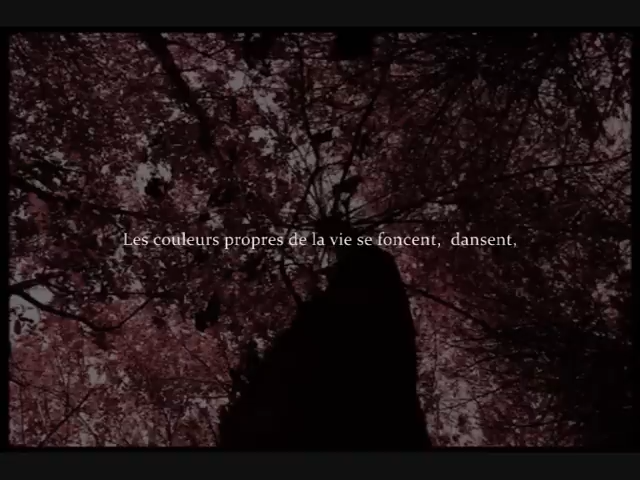 Les couleurs propres de la vie se foncent, dansent,